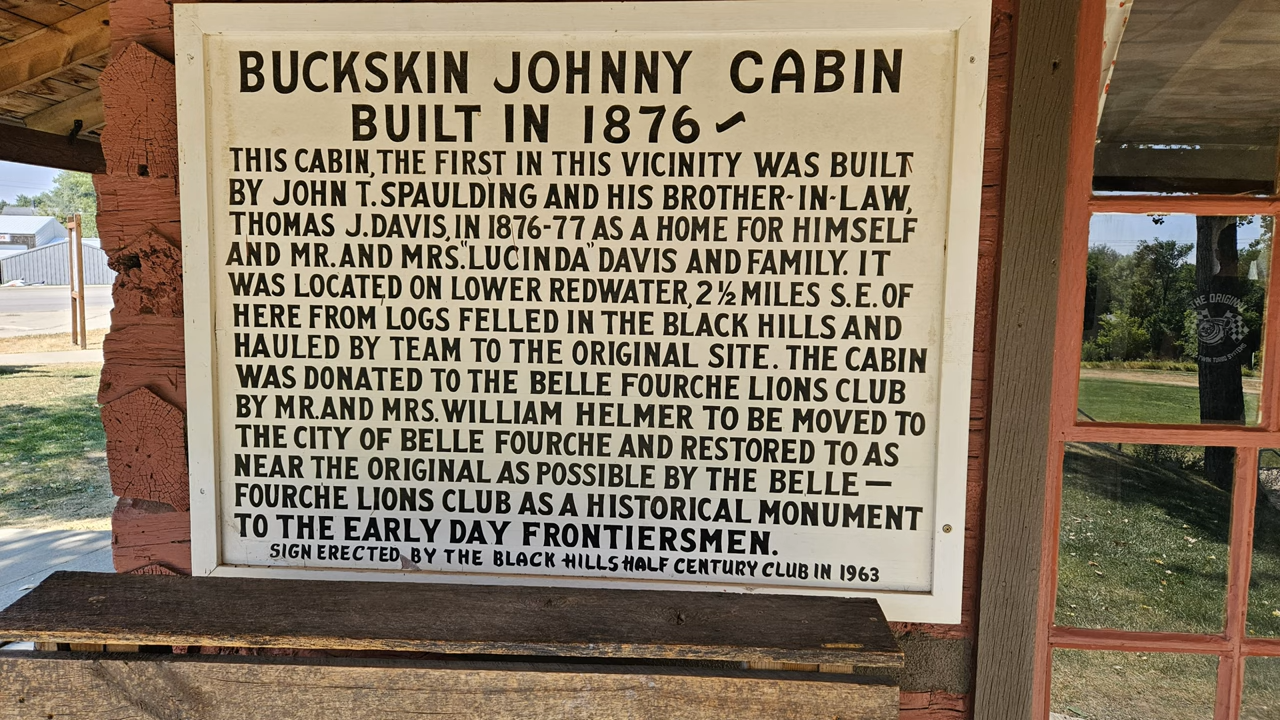 BUCKSKIN JOHNNY CABIN
BUILT IN 1876~
THIS CABIN, THE FIRST IN THIS VICINITY WAS BUILT
BY JOHN T. SPAULDING AND HIS BROTHER-IN-LAW,
THOMAS J. DAVIS, IN 1876-77 AS A HOME FOR HIMSELF
AND MR. AND MRS. "LUCINDA" DAVIS AND FAMILY. IT
WAS LOCATED ON LOWER REDWATER, 2½ MILES S.E. OF
HERE FROM LOGS FELLED IN THE BLACK HILLS AND
HAULED BY TEAM TO THE ORIGINAL SITE. THE CABIN
WAS DONATED TO THE BELLE FOURCHE LIONS CLUB
BY MR. AND MRS. WILLIAM HELMER TO BE MOVED TO
THE CITY OF BELLE FOURCHE AND RESTORED TO AS
NEAR THE ORIGINAL AS POSSIBLE BY THE BELLE —
FOURCHE LIONS CLUB AS A HISTORICAL MONUMENT
TO THE EARLY DAY FRONTIERSMEN.
SIGN ERECTED BY THE BLACK HILLS HALF CENTURY CLUB IN 1963
THE ORIGINAL